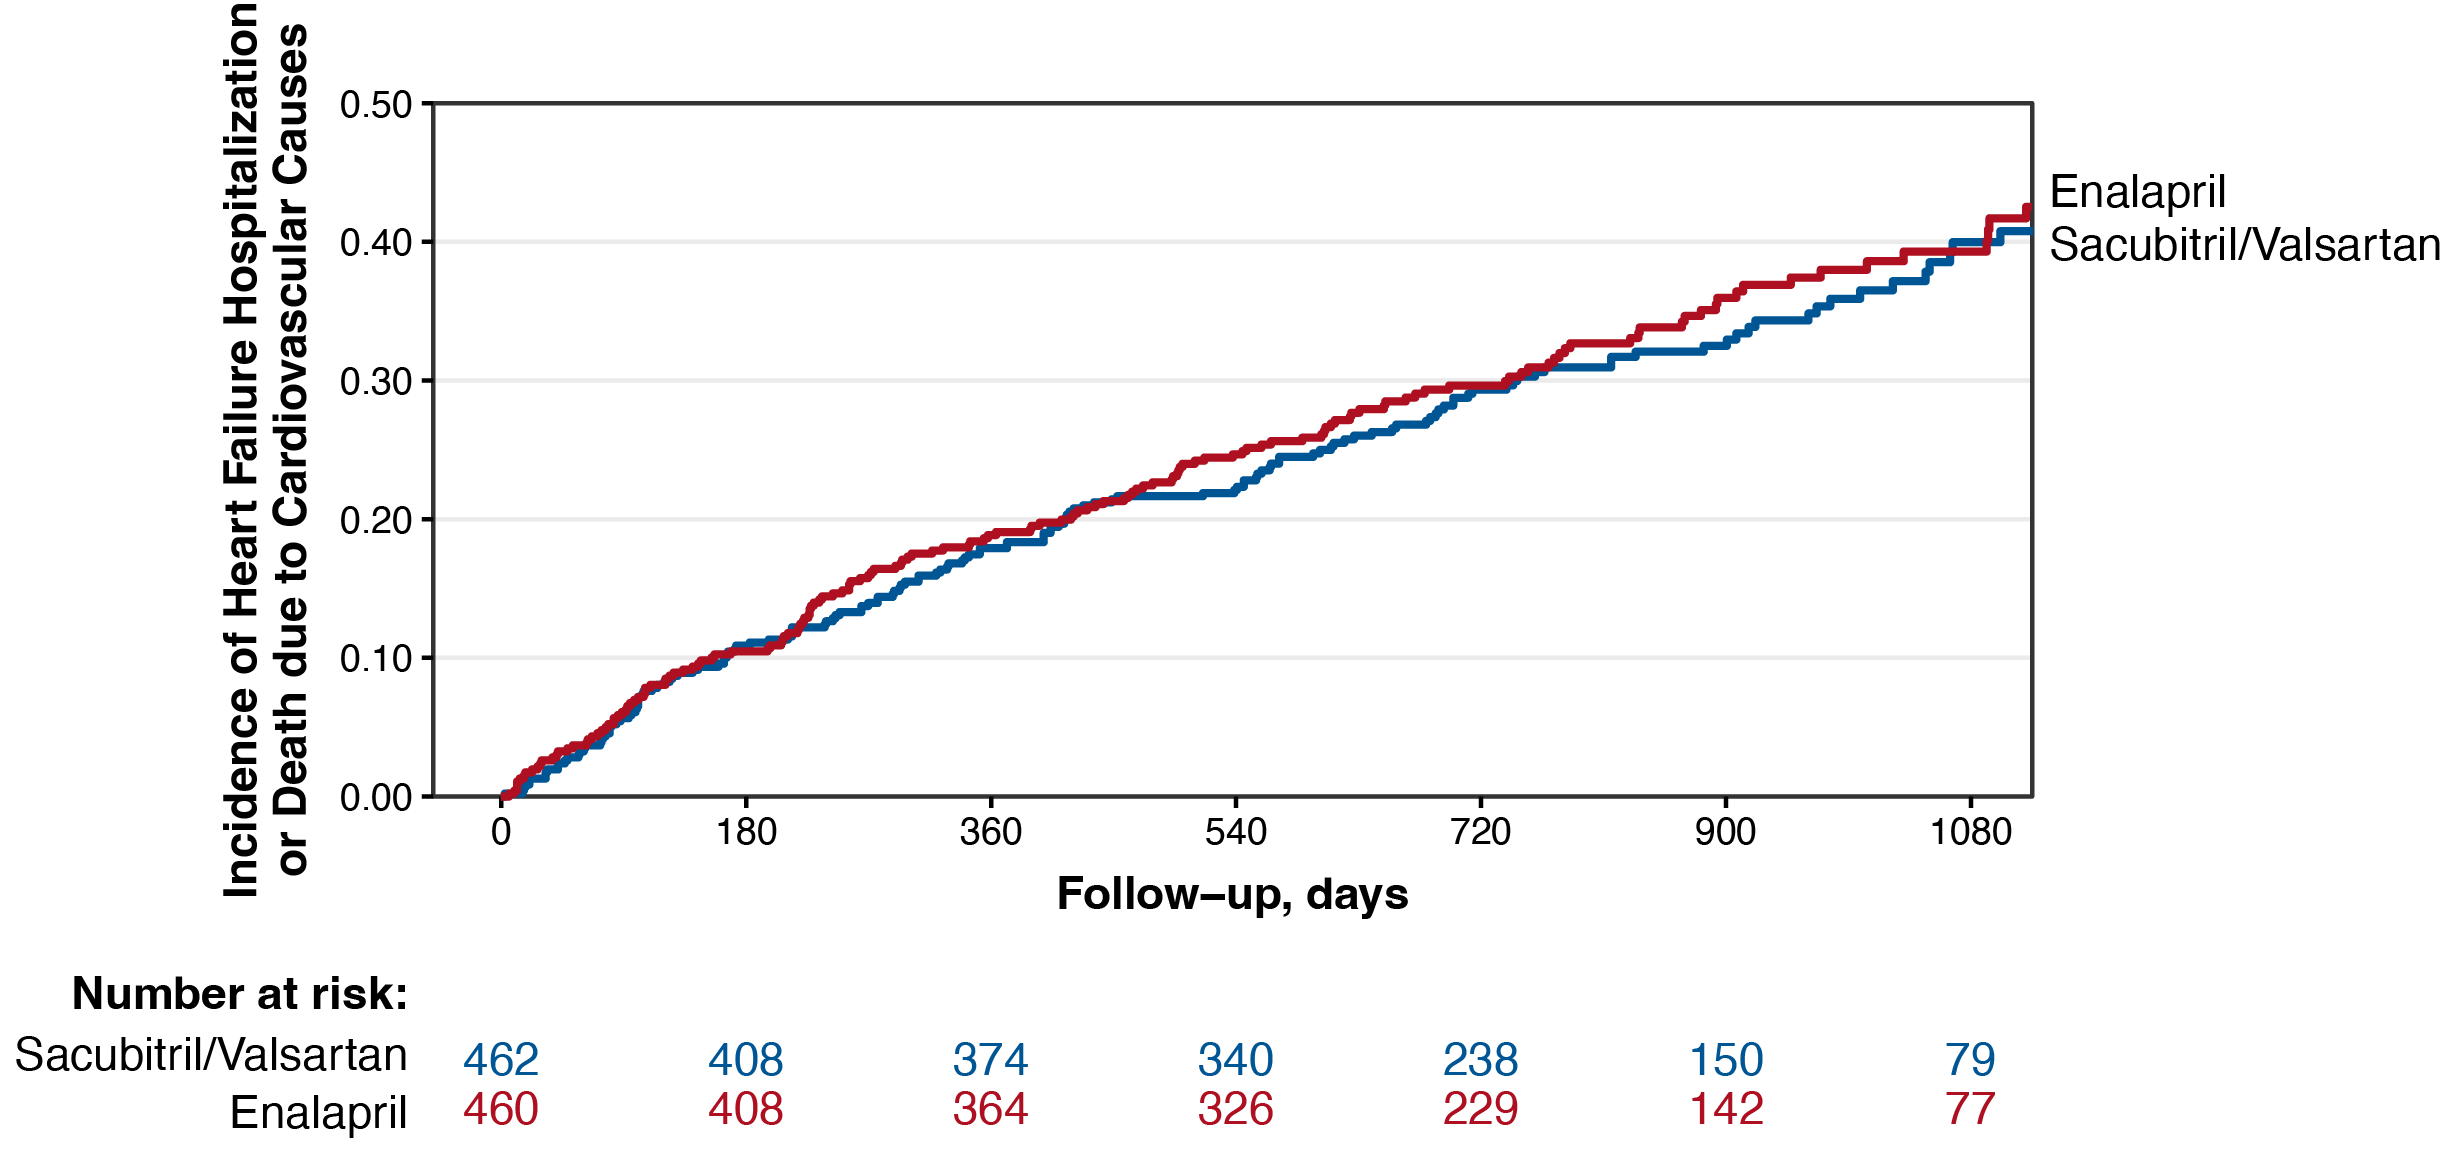 Incidence of Heart Failure Hospitalization
or Death due to Cardiovascular Causes
0.50
0.40
0.30
0.20
0.10
0.00
Enalapril
Sacubitril/Valsartan
0 180 360 540 720 900 1080
Follow–up, days
Number at risk:
Sacubitril/Valsartan 462 408 374 340 238 150 79
Enalapril 460 408 364 326 229 142 77